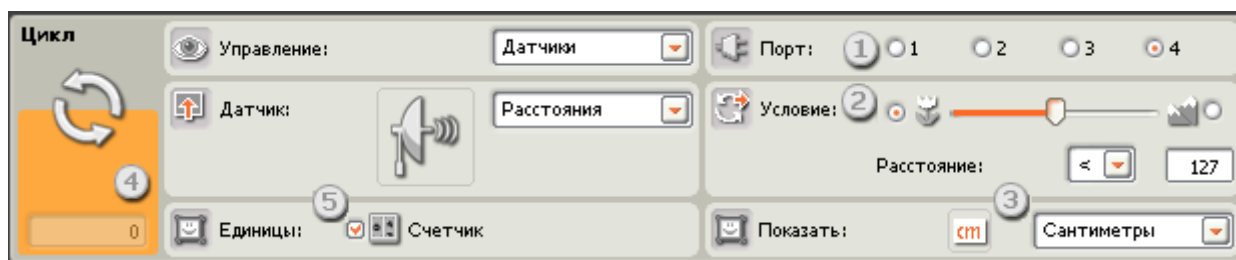 Цикл
Управление: Датчики
Порт: 1 1 2 3 4
Датчик: Расстояния
Условие: 2
Расстояние: < 127
4
0
5
Единицы: Счетчик
3
Показать: cm Сантиметры